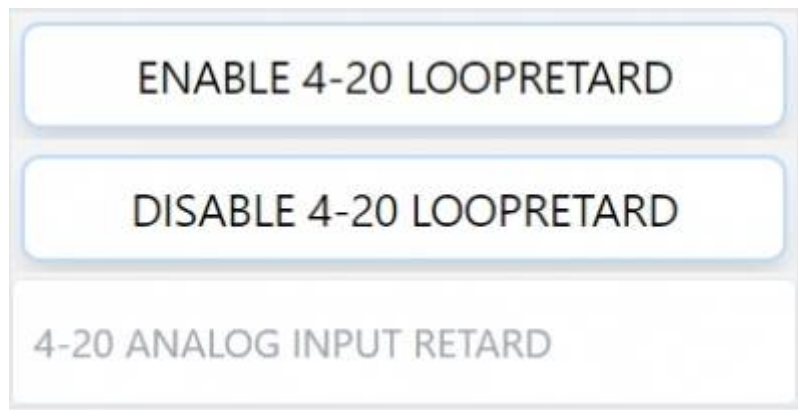 ENABLE 4-20 LOOPRETARD
DISABLE 4-20 LOOPRETARD
4-20 ANALOG INPUT RETARD